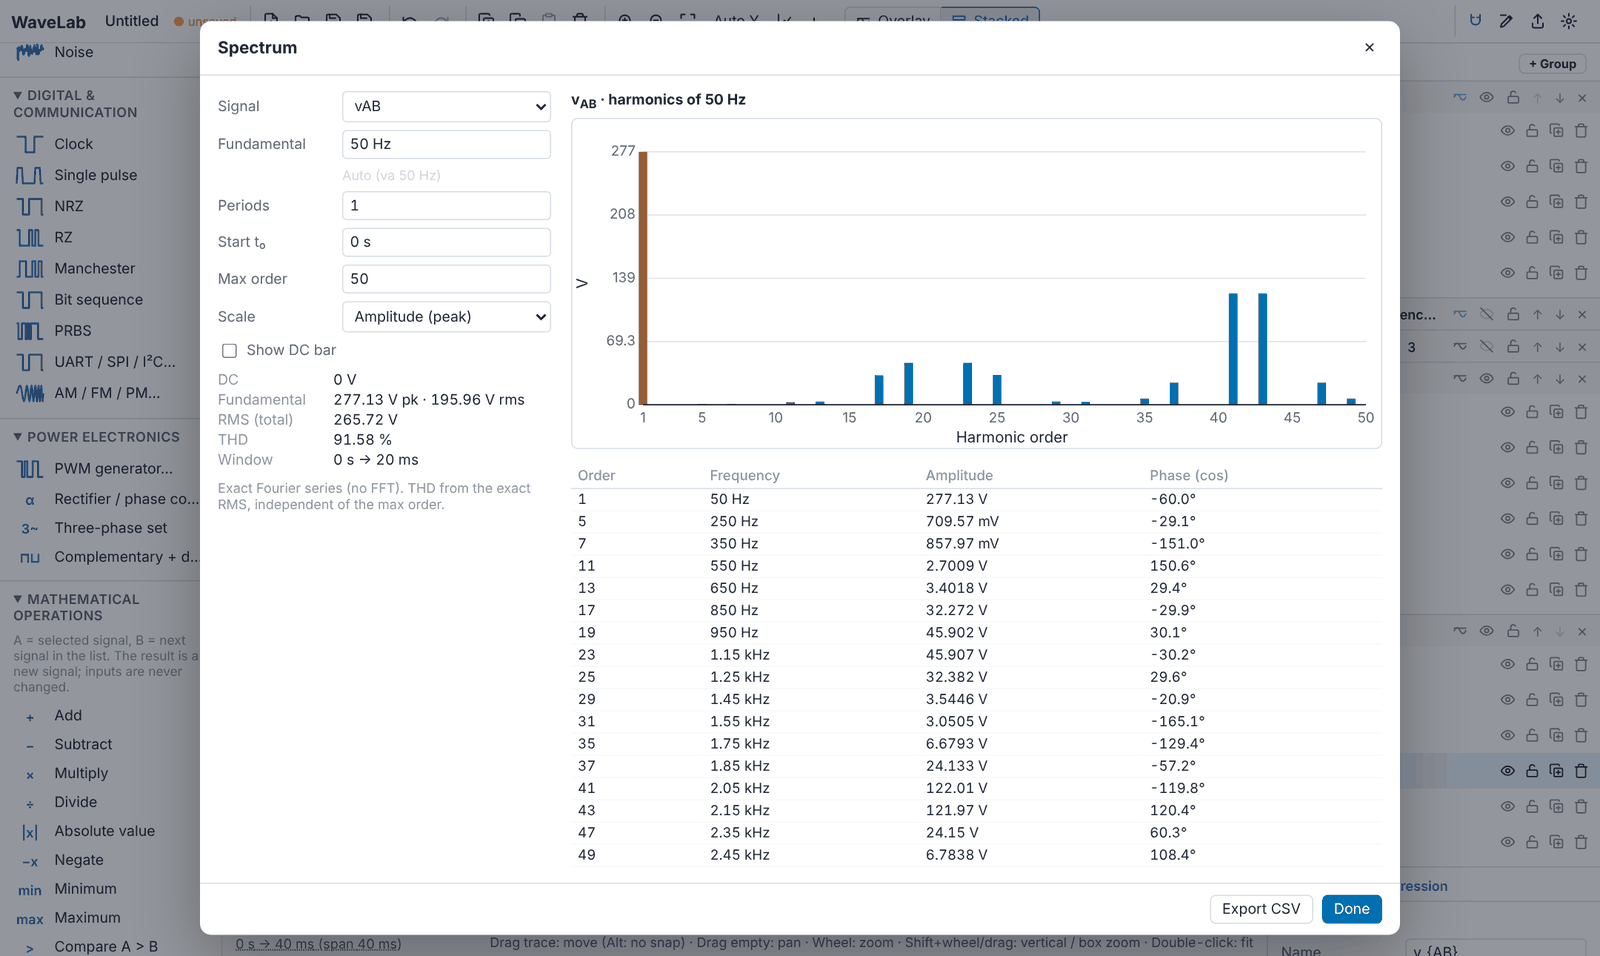 WaveLab Untitled
Auto Y Overlay Stacked
Noise
▼ DIGITAL &
COMMUNICATION
Clock
Single pulse
NRZ
RZ
Manchester
Bit sequence
PRBS
UART / SPI / I²C...
AM / FM / PM...
▼ POWER ELECTRONICS
PWM generator...
α Rectifier / phase co...
3~ Three-phase set
Complementary + d...
▼ MATHEMATICAL
OPERATIONS
A = selected signal, B = next
signal in the list. The result is a
new signal; inputs are never
changed.
+ Add
− Subtract
× Multiply
÷ Divide
|x| Absolute value
−x Negate
min Minimum
max Maximum
> Compare A > B
Spectrum
×
Signal vAB
Fundamental 50 Hz
Auto (va 50 Hz)
Periods 1
Start t₀ 0 s
Max order 50
Scale Amplitude (peak)
Show DC bar
DC 0 V
Fundamental 277.13 V pk · 195.96 V rms
RMS (total) 265.72 V
THD 91.58 %
Window 0 s → 20 ms
Exact Fourier series (no FFT). THD from the exact
RMS, independent of the max order.
vAB · harmonics of 50 Hz
277
208
139
69.3
0
V
1 5 10 15 20 25 30 35 40 45 50
Harmonic order
Order Frequency Amplitude Phase (cos)
1 50 Hz 277.13 V -60.0°
5 250 Hz 709.57 mV -29.1°
7 350 Hz 857.97 mV -151.0°
11 550 Hz 2.7009 V 150.6°
13 650 Hz 3.4018 V 29.4°
17 850 Hz 32.272 V -29.9°
19 950 Hz 45.902 V 30.1°
23 1.15 kHz 45.907 V -30.2°
25 1.25 kHz 32.382 V 29.6°
29 1.45 kHz 3.5446 V -20.9°
31 1.55 kHz 3.0505 V -165.1°
35 1.75 kHz 6.6793 V -129.4°
37 1.85 kHz 24.133 V -57.2°
41 2.05 kHz 122.01 V -119.8°
43 2.15 kHz 121.97 V 120.4°
47 2.35 kHz 24.15 V 60.3°
49 2.45 kHz 6.7838 V 108.4°
Export CSV Done
+ Group
enc...
3
ression
0 s → 40 ms (span 40 ms) Drag trace: move (Alt: no snap) · Drag empty: pan · Wheel: zoom · Shift+wheel/drag: vertical / box zoom · Double-click: fit
Name v_{AB}